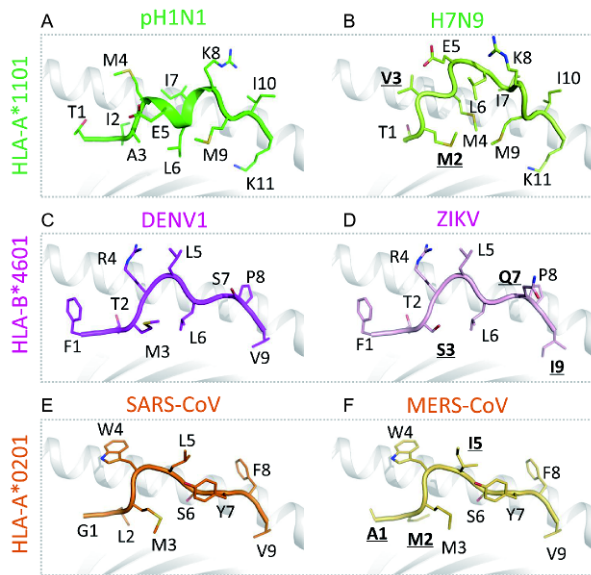 A pH1N1
B H7N9
HLA-A*1101
T1 M4 I2 A3 E5 I7 L6 K8 M9 I10 K11
T1 V3 M2 E5 M4 L6 K8 I7 M9 I10 K11
C DENV1
D ZIKV
HLA-B*4601
F1 T2 R4 M3 L5 L6 S7 P8 V9
F1 T2 R4 S3 L5 L6 Q7 P8 I9
E SARS-CoV
F MERS-CoV
HLA-A*0201
G1 W4 L2 M3 L5 S6 Y7 F8 V9
A1 W4 M2 M3 I5 S6 Y7 F8 V9